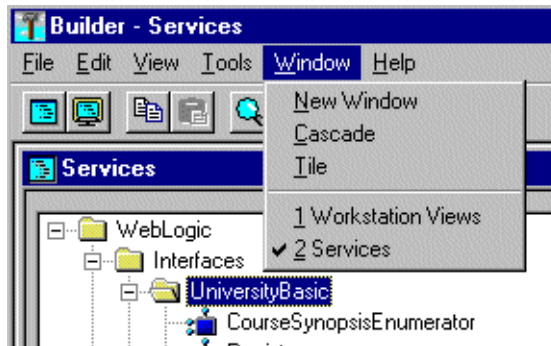 Builder - Services
File Edit View Tools Window Help
New Window
Cascade
Tile
1 Workstation Views
2 Services
Services
WebLogic
Interfaces
UniversityBasic
CourseSynopsisEnumerator